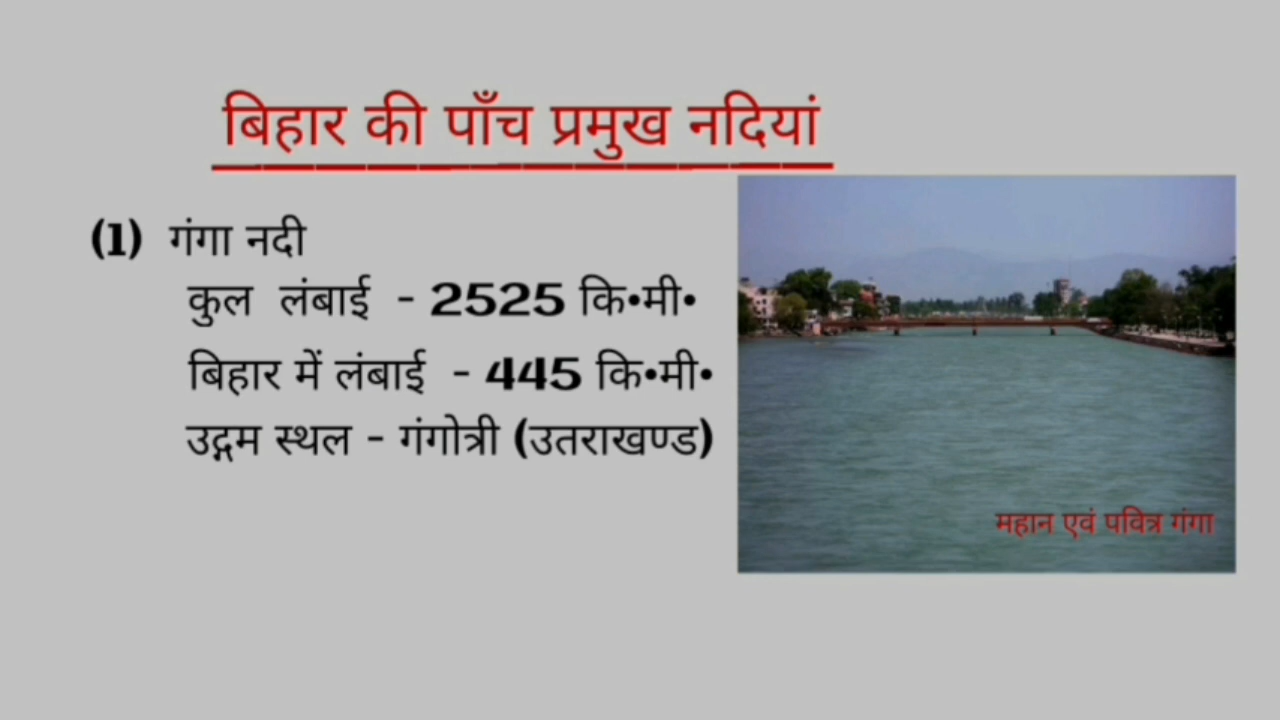 बिहार की पाँच प्रमुख नदियां
(1) गंगा नदी
कुल लंबाई - 2525 कि•मी•
बिहार में लंबाई - 445 कि•मी•
उद्गम स्थल - गंगोत्री (उतराखण्ड)
महान एवं पवित्र गंगा